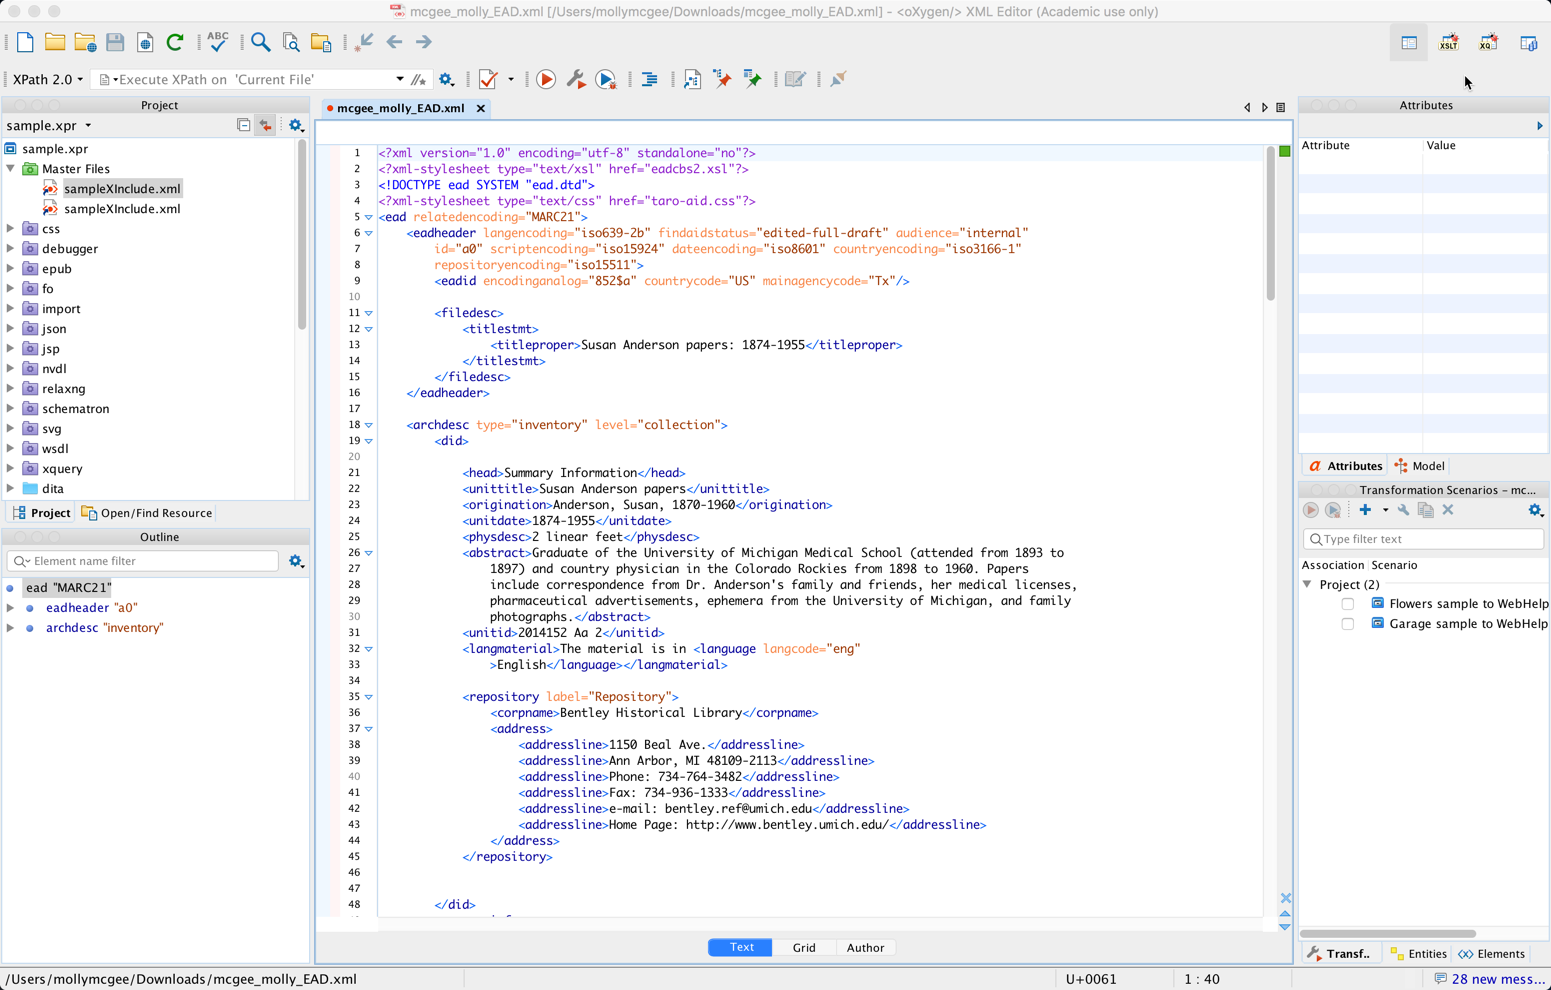 mcgee_molly_EAD.xml [/Users/mollymcgee/Downloads/mcgee_molly_EAD.xml] - <oXygen/> XML Editor (Academic use only)
ABC
XSLT
XQ
XPath 2.0
Execute XPath on 'Current File'
Project
sample.xpr
sample.xpr
Master Files
sampleXInclude.xml
sampleXInclude.xml
css
debugger
epub
fo
import
json
jsp
nvdl
relaxng
schematron
svg
wsdl
xquery
dita
Project
Open/Find Resource
Outline
Element name filter
ead "MARC21"
eadheader "a0"
archdesc "inventory"
mcgee_molly_EAD.xml
1 <?xml version="1.0" encoding="utf-8" standalone="no"?>
2 <?xml-stylesheet type="text/xsl" href="eadcbs2.xsl"?>
3 <!DOCTYPE ead SYSTEM "ead.dtd">
4 <?xml-stylesheet type="text/css" href="taro-aid.css"?>
5 <ead relatedencoding="MARC21">
6 <eadheader langencoding="iso639-2b" findaidstatus="edited-full-draft" audience="internal"
7 id="a0" scriptencoding="iso15924" dateencoding="iso8601" countryencoding="iso3166-1"
8 repositoryencoding="iso15511">
9 <eadid encodinganalog="852$a" countrycode="US" mainagencycode="Tx"/>
10
11 <filedesc>
12 <titlestmt>
13 <titleproper>Susan Anderson papers: 1874-1955</titleproper>
14 </titlestmt>
15 </filedesc>
16 </eadheader>
17
18 <archdesc type="inventory" level="collection">
19 <did>
20
21 <head>Summary Information</head>
22 <unittitle>Susan Anderson papers</unittitle>
23 <origination>Anderson, Susan, 1870-1960</origination>
24 <unitdate>1874-1955</unitdate>
25 <physdesc>2 linear feet</physdesc>
26 <abstract>Graduate of the University of Michigan Medical School (attended from 1893 to
27 1897) and country physician in the Colorado Rockies from 1898 to 1960. Papers
28 include correspondence from Dr. Anderson's family and friends, her medical licenses,
29 pharmaceutical advertisements, ephemera from the University of Michigan, and family
30 photographs.</abstract>
31 <unitid>2014152 Aa 2</unitid>
32 <langmaterial>The material is in <language langcode="eng"
33 >English</language></langmaterial>
34
35 <repository label="Repository">
36 <corpname>Bentley Historical Library</corpname>
37 <address>
38 <addressline>1150 Beal Ave.</addressline>
39 <addressline>Ann Arbor, MI 48109-2113</addressline>
40 <addressline>Phone: 734-764-3482</addressline>
41 <addressline>Fax: 734-936-1333</addressline>
42 <addressline>e-mail: bentley.ref@umich.edu</addressline>
43 <addressline>Home Page: http://www.bentley.umich.edu/</addressline>
44 </address>
45 </repository>
46
47
48 </did>
Text
Grid
Author
Attributes
Attribute Value
Attributes
Model
Transformation Scenarios – mc...
Type filter text
Association Scenario
Project (2)
Flowers sample to WebHelp
Garage sample to WebHelp
Transf..
Entities
Elements
/Users/mollymcgee/Downloads/mcgee_molly_EAD.xml
U+0061
1 : 40
28 new mess...